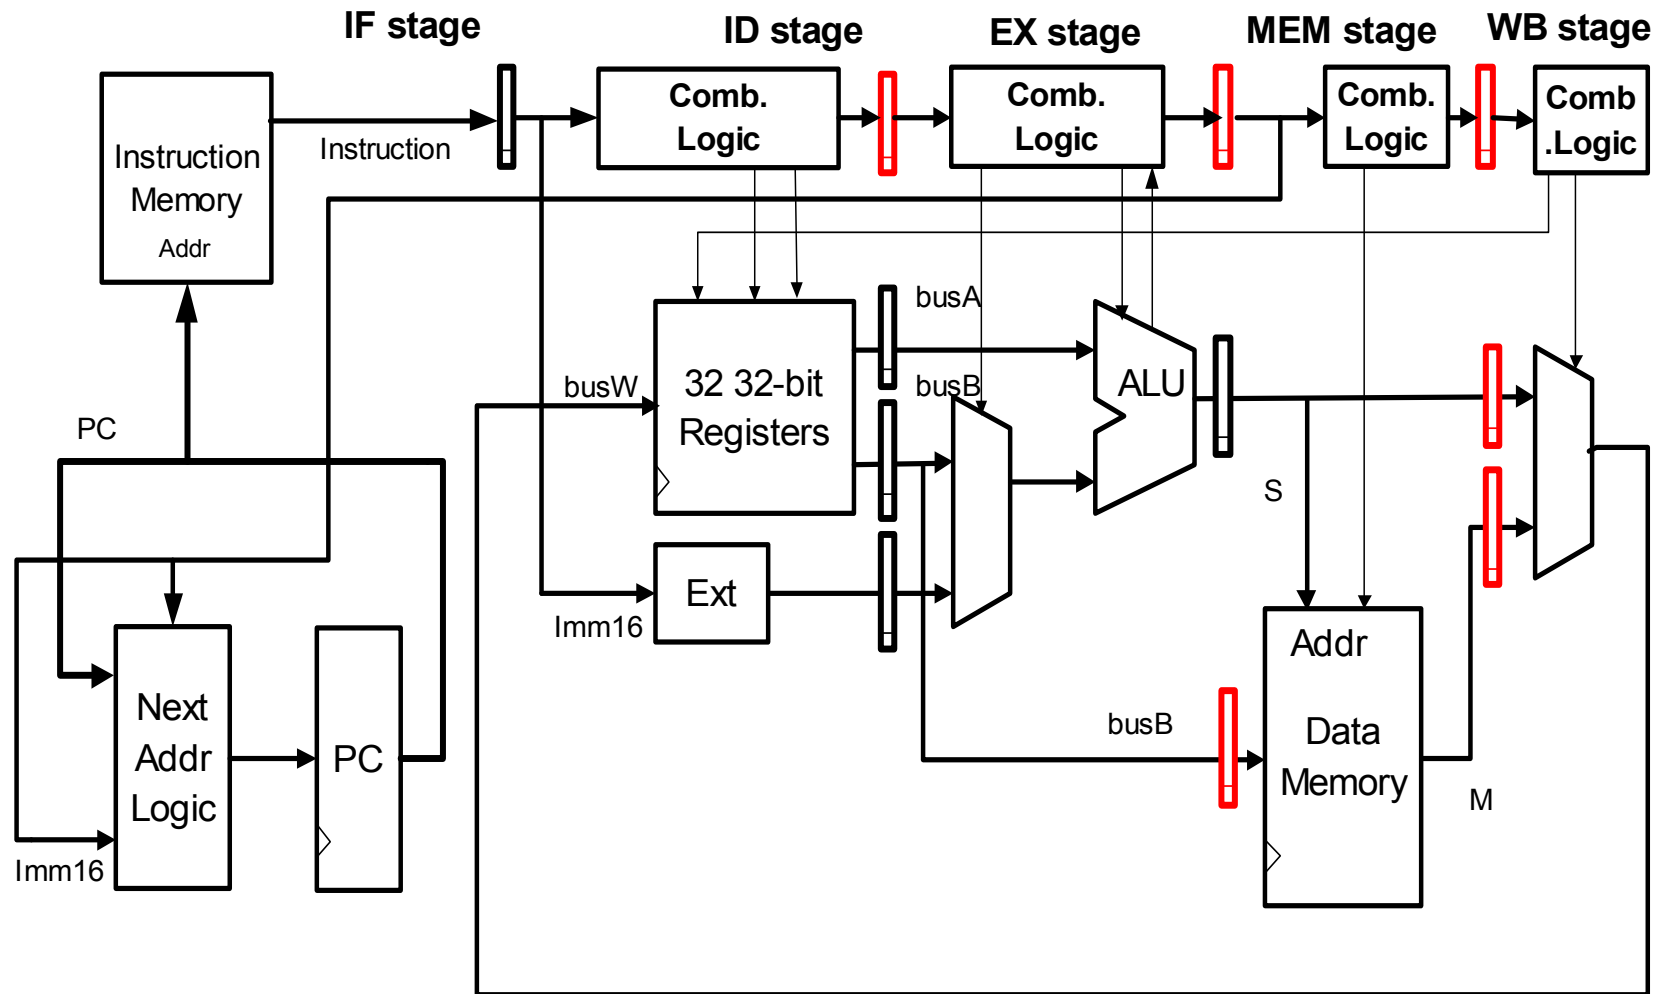 IF stage
ID stage
EX stage
MEM stage
WB stage
Instruction
Memory
Addr
Instruction
Comb.
Logic
Comb.
Logic
Comb.
Logic
Comb
.Logic
busA
busB
busW
32 32-bit
Registers
ALU
PC
S
Ext
Imm16
Addr
Data
Memory
busB
M
Next
Addr
Logic
PC
Imm16